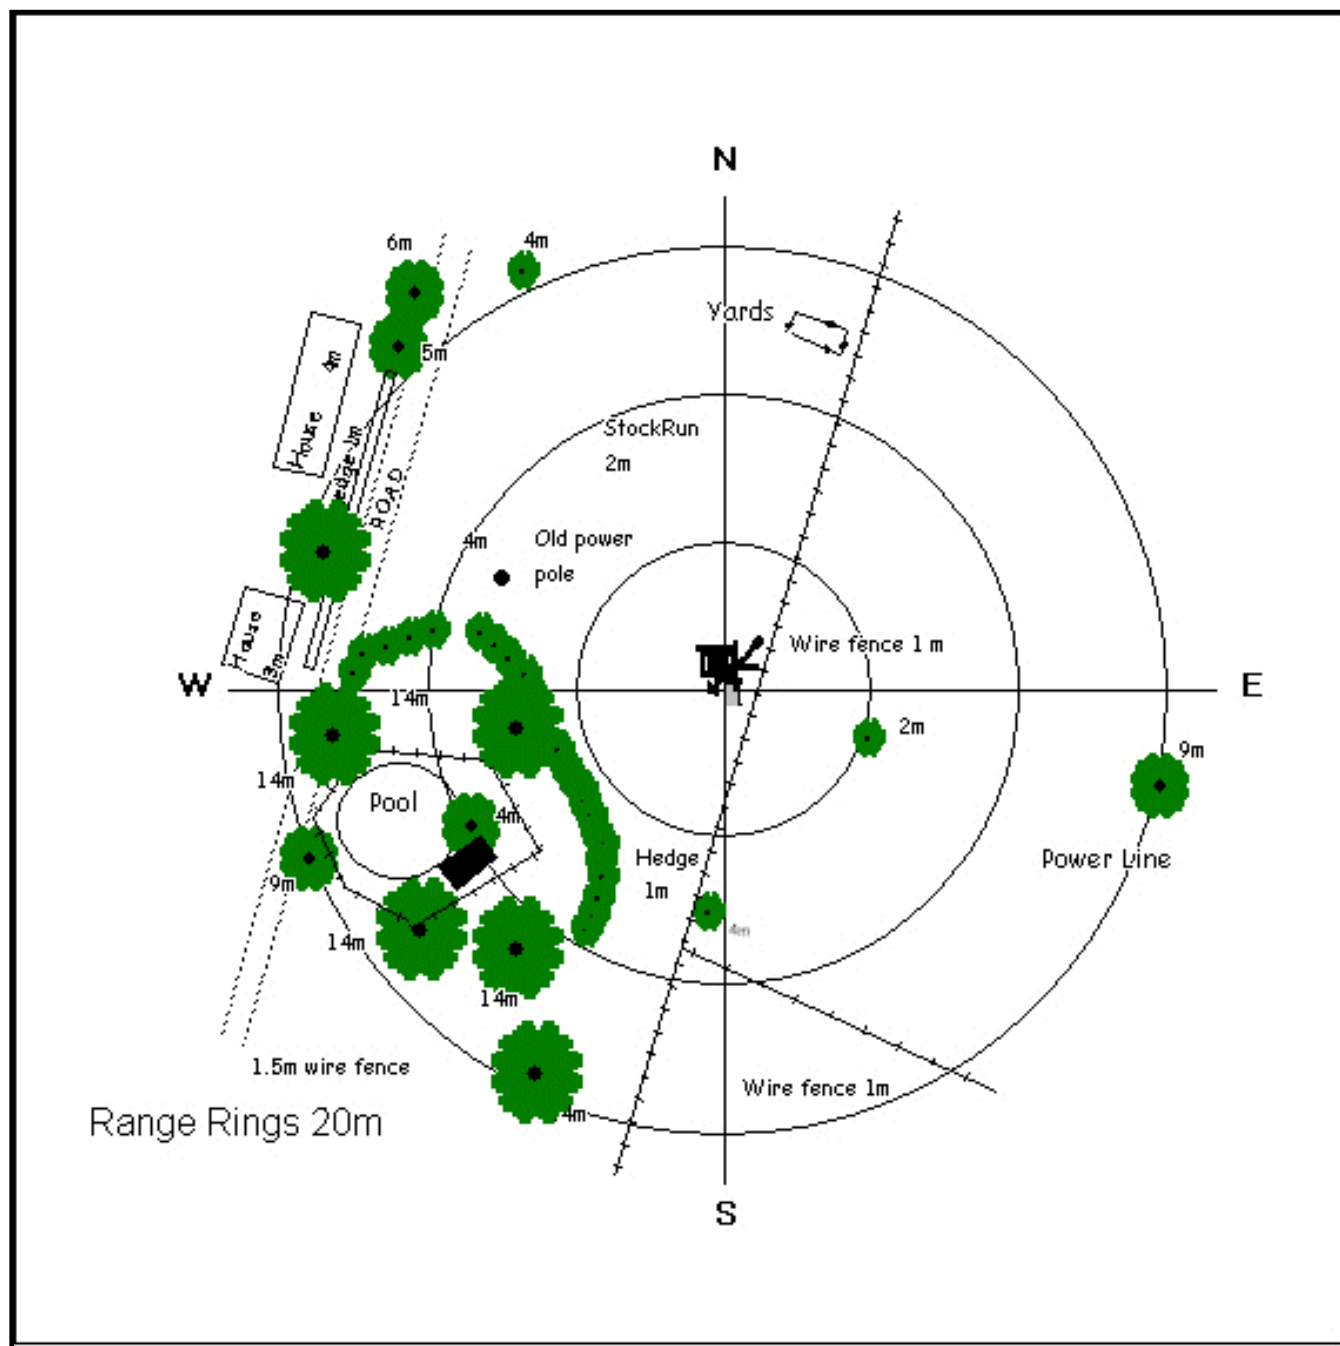 N
6m
4m
Yards
5m
House 4m
StockRun
2m
edge 1m
ROAD
4m
Old power
pole
House
3m
Wire fence 1 m
W
E
14m
2m
9m
14m
Pool
4m
Hedge
1m
Power Line
9m
4m
14m
14m
1.5m wire fence
Wire fence 1m
4m
Range Rings 20m
S